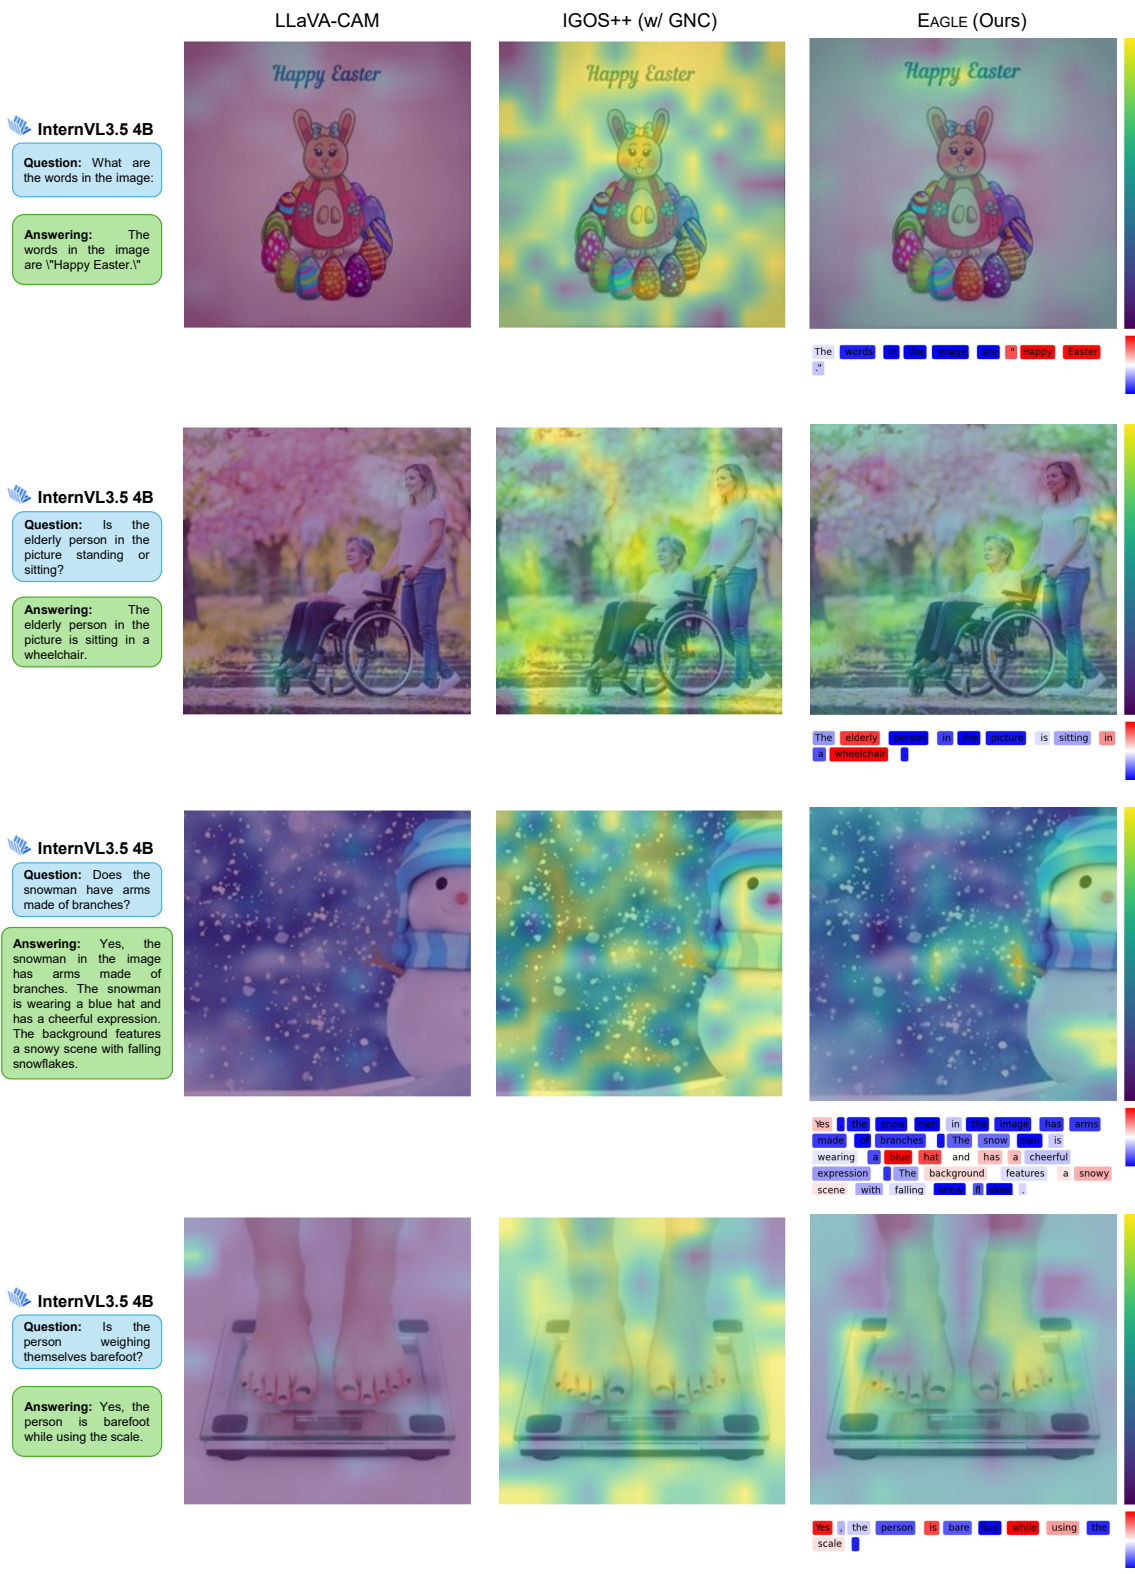 LLaVA-CAM
IGOS++ (w/ GNC)
EAGLE (Ours)
InternVL3.5 4B
Question: What are
the words in the image:
Answering: The
words in the image
are \"Happy Easter.\"
Happy Easter
Happy Easter
Happy Easter
The words in the image are " Happy Easter
."
InternVL3.5 4B
Question: Is the
elderly person in the
picture standing or
sitting?
Answering: The
elderly person in the
picture is sitting in a
wheelchair.
The elderly person in the picture is sitting in
a wheelchair .
InternVL3.5 4B
Question: Does the
snowman have arms
made of branches?
Answering: Yes, the
snowman in the image
has arms made of
branches. The snowman
is wearing a blue hat and
has a cheerful expression.
The background features
a snowy scene with falling
snowflakes.
Yes , the snow man in the image has arms
made of branches . The snow man is
wearing a blue hat and has a cheerful
expression . The background features a snowy
scene with falling snow fl akes .
InternVL3.5 4B
Question: Is the
person weighing
themselves barefoot?
Answering: Yes, the
person is barefoot
while using the scale.
Yes , the person is bare foot while using the
scale .